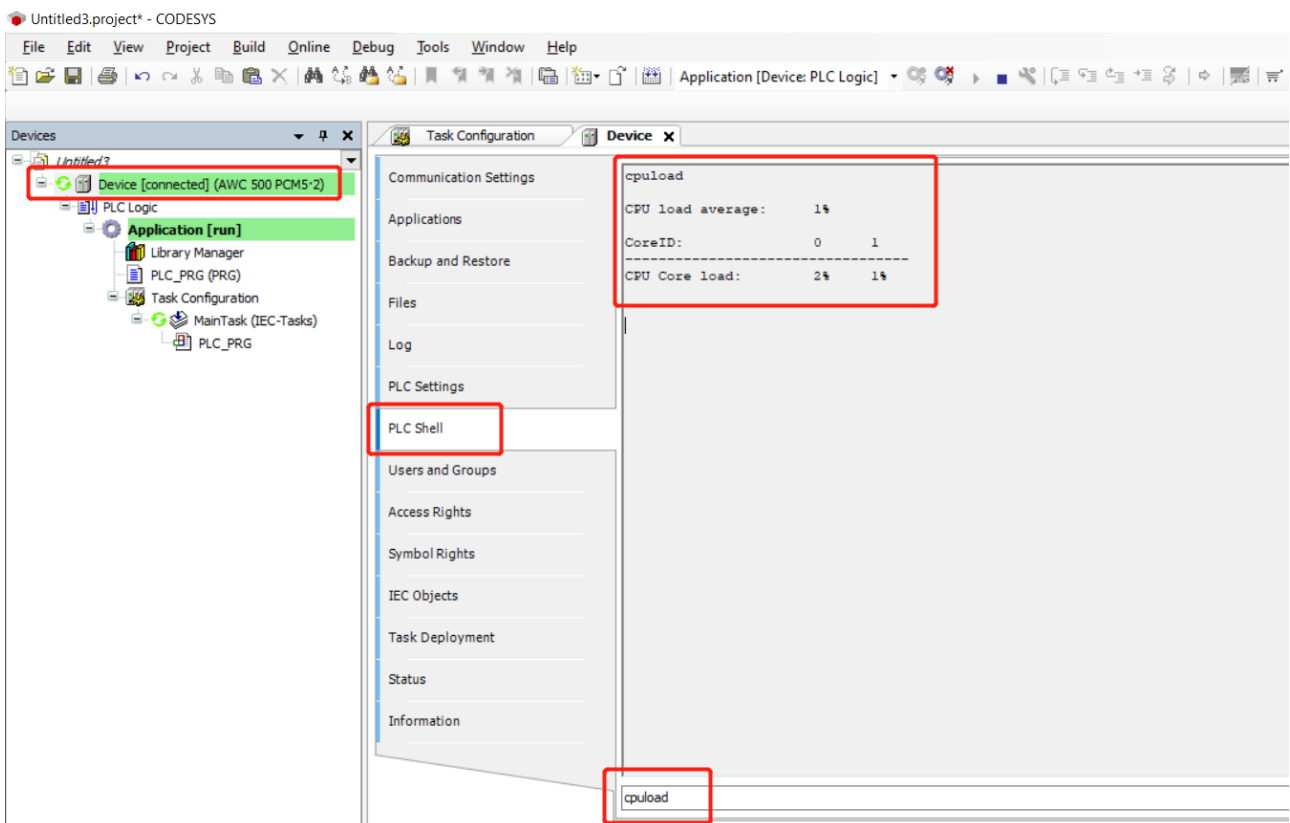 Untitled3.project* - CODESYS
File Edit View Project Build Online Debug Tools Window Help
Application [Device: PLC Logic]
Devices
Untitled3
Device [connected] (AWC 500 PCM5-2)
PLC Logic
Application [run]
Library Manager
PLC_PRG (PRG)
Task Configuration
MainTask (IEC-Tasks)
PLC_PRG
Task Configuration Device
Communication Settings
Applications
Backup and Restore
Files
Log
PLC Settings
PLC Shell
Users and Groups
Access Rights
Symbol Rights
IEC Objects
Task Deployment
Status
Information
cpuload
CPU load average: 1%
CoreID: 0 1
----------------------------------
CPU Core load: 2% 1%
cpuload